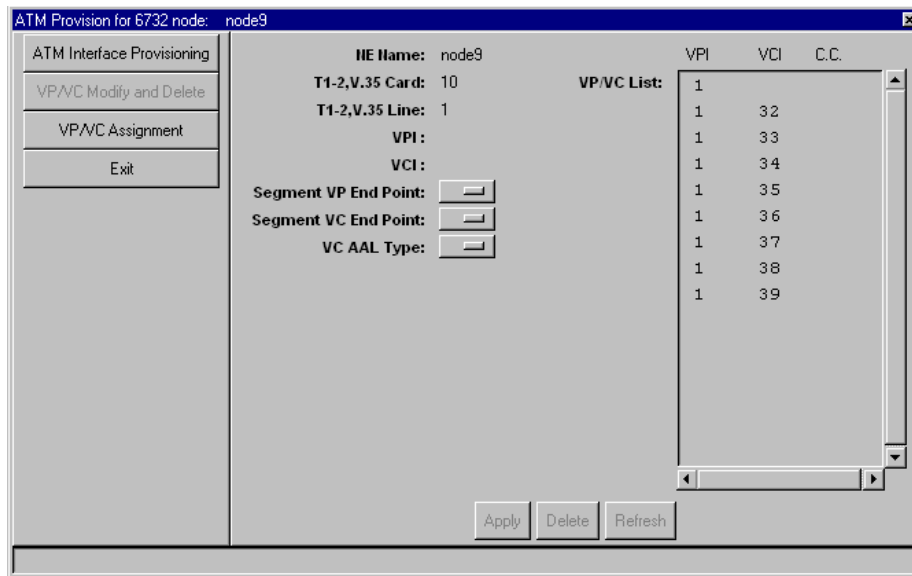 ATM Provision for 6732 node: node9
ATM Interface Provisioning
VP/VC Modify and Delete
VP/VC Assignment
Exit
NE Name: node9
T1-2,V.35 Card: 10
T1-2,V.35 Line: 1
VPI:
VCI:
Segment VP End Point:
Segment VC End Point:
VC AAL Type:
VP/VC List:
VPI VCI C.C.
1
1 32
1 33
1 34
1 35
1 36
1 37
1 38
1 39
Apply Delete Refresh